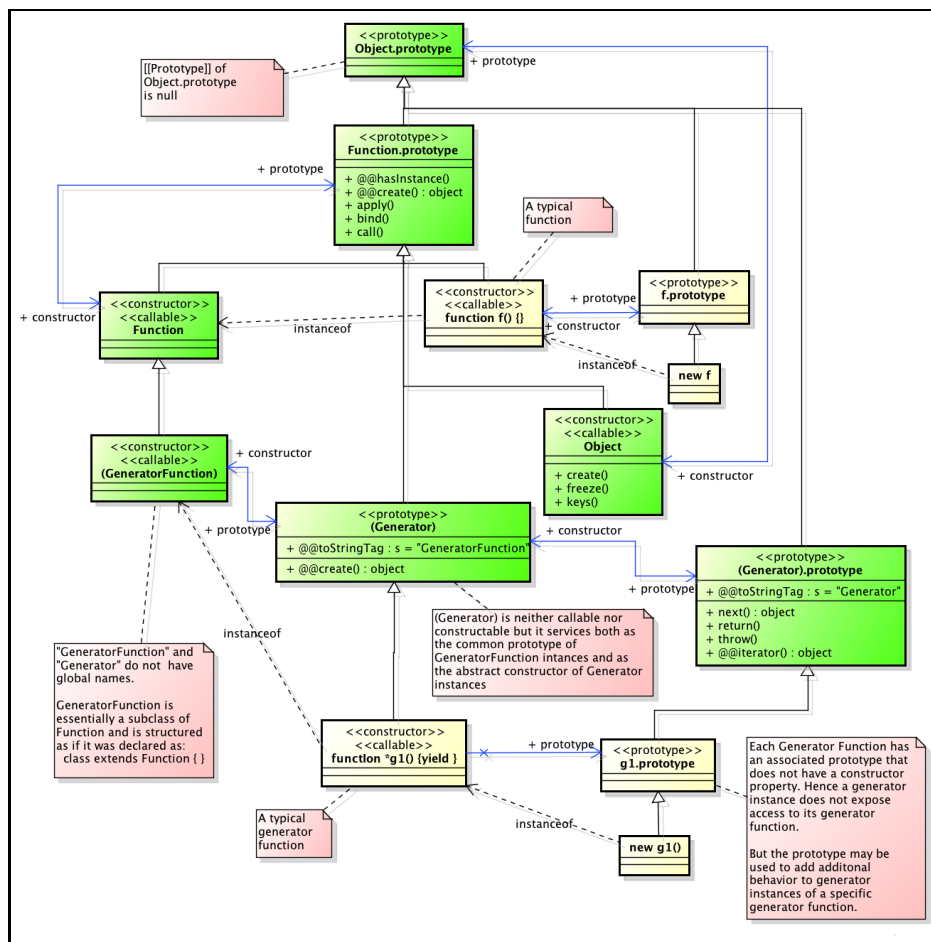 <<prototype>>
Object.prototype
+ prototype
[[Prototype]] of
Object.prototype
is null
<<prototype>>
Function.prototype
+ @@hasInstance()
+ @@create() : object
+ apply()
+ bind()
+ call()
+ prototype
A typical
function
<<constructor>>
<<callable>>
Function
+ constructor
instanceof
<<constructor>>
<<callable>>
function f() {}
+ prototype
+ constructor
<<prototype>>
f.prototype
instanceof
new f
<<constructor>>
<<callable>>
Object
+ create()
+ freeze()
+ keys()
+ constructor
<<constructor>>
<<callable>>
(GeneratorFunction)
+ constructor
+ prototype
<<prototype>>
(Generator)
+ @@toStringTag : s = "GeneratorFunction"
+ @@create() : object
+ constructor
+ prototype
<<prototype>>
(Generator).prototype
+ @@toStringTag : s = "Generator"
+ next() : object
+ return()
+ throw()
+ @@iterator() : object
instanceof
"GeneratorFunction" and
"Generator" do not have
global names.
GeneratorFunction is
essentially a subclass of
Function and is structured
as if it was declared as:
class extends Function { }
(Generator) is neither callable nor
constructable but it services both as
the common prototype of
GeneratorFunction intances and as
the abstract constructor of Generator
instances
<<constructor>>
<<callable>>
function *g1() {yield }
+ prototype
<<prototype>>
g1.prototype
A typical
generator
function
instanceof
new g1()
Each Generator Function has
an associated prototype that
does not have a constructor
property. Hence a generator
instance does not expose
access to its generator
function.
But the prototype may be
used to add additonal
behavior to generator
instances of a specific
generator function.